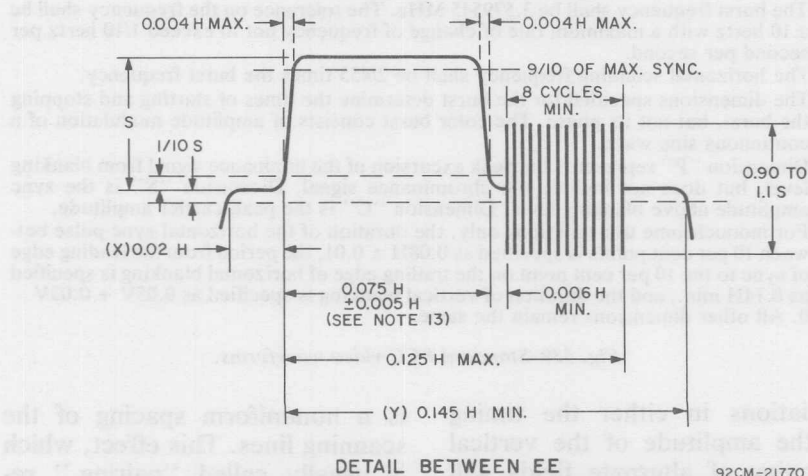 0.004 H MAX.
0.004 H MAX.
9/10 OF MAX. SYNC
8 CYCLES
MIN.
S
1/10 S
0.90 TO
1.1 S
(X) 0.02 H
0.075 H
±0.005 H
(SEE NOTE 13)
0.006 H
MIN.
0.125 H MAX.
(Y) 0.145 H MIN.
DETAIL BETWEEN EE
92CM-21770